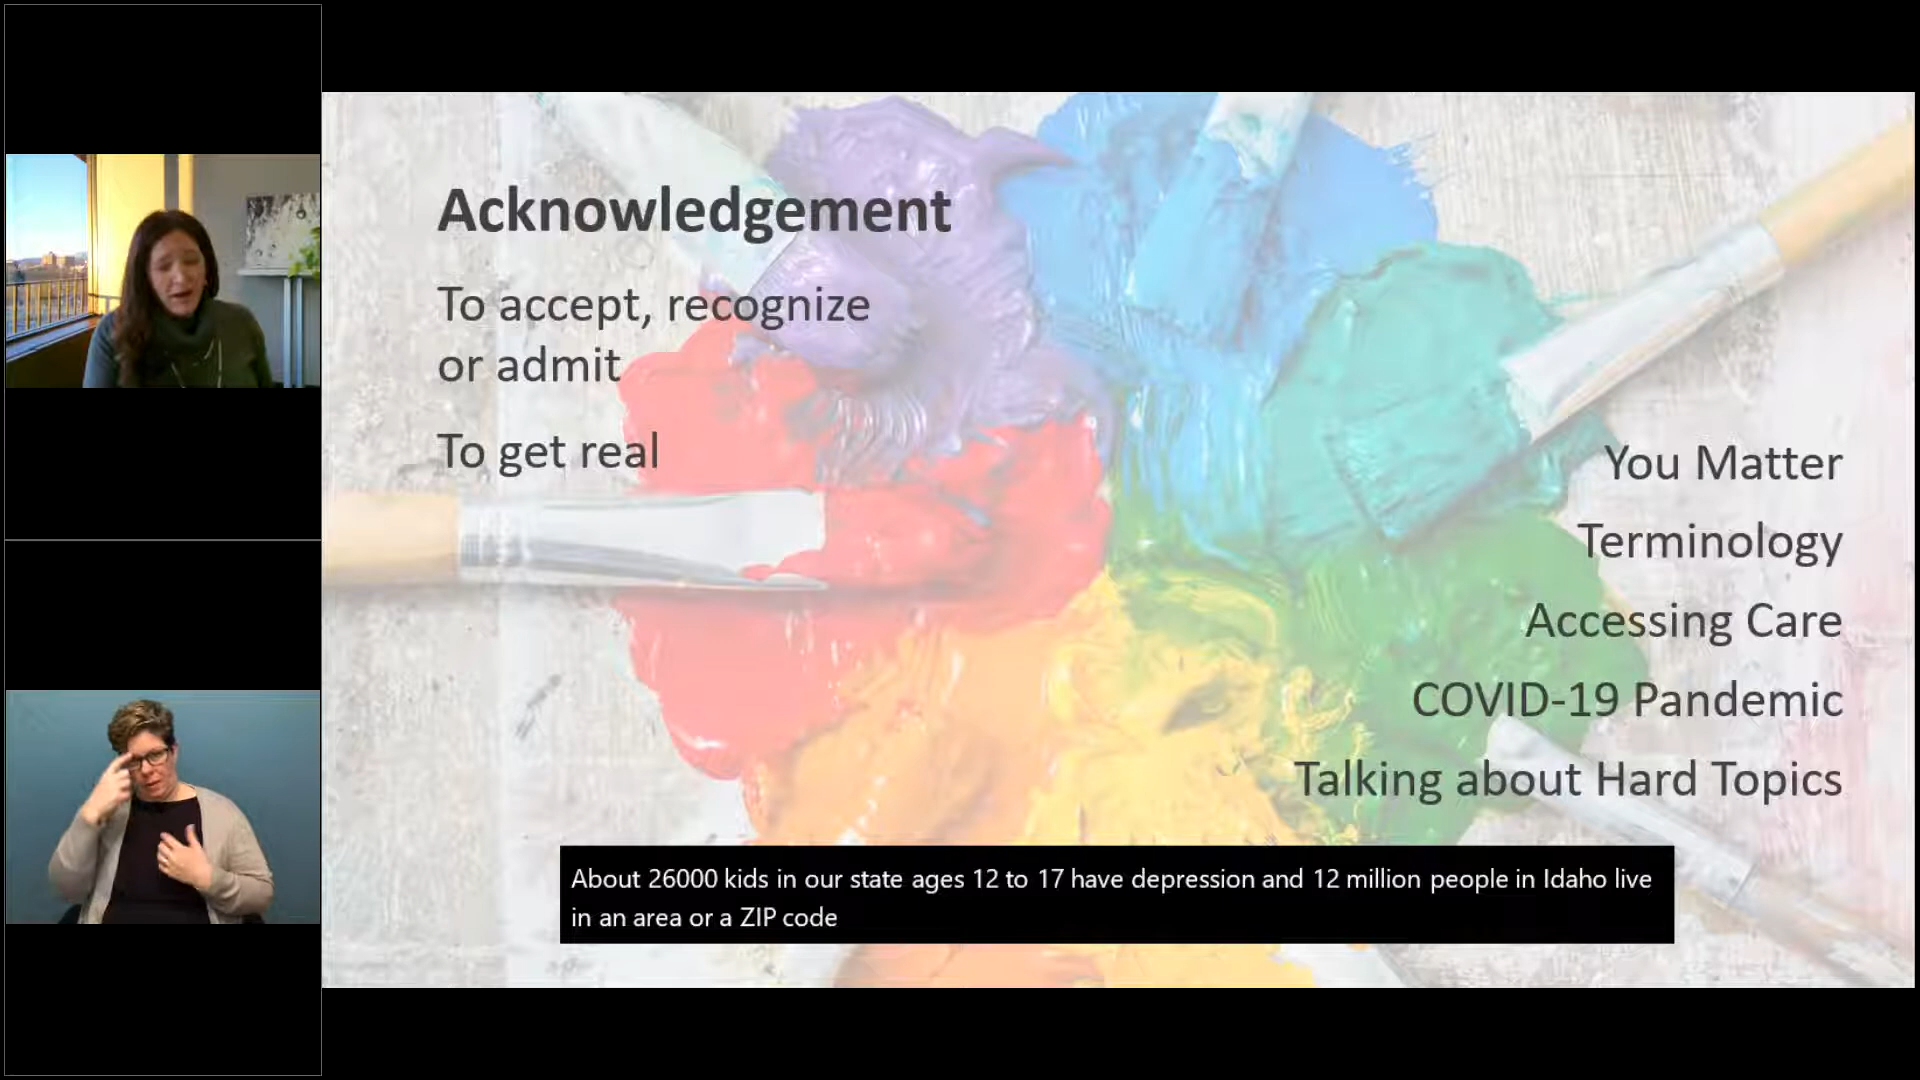 Acknowledgement
To accept, recognize
or admit
To get real
You Matter
Terminology
Accessing Care
COVID-19 Pandemic
Talking about Hard Topics
About 26000 kids in our state ages 12 to 17 have depression and 12 million people in Idaho live
in an area or a ZIP code